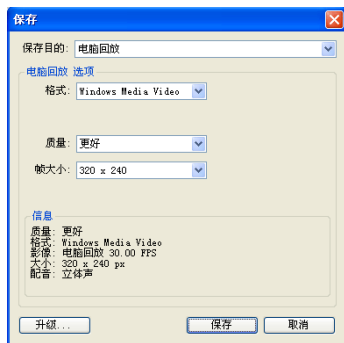 保存
保存目的: 电脑回放
电脑回放 选项
格式: Windows Media Video
质量: 更好
帧大小: 320 x 240
信息
质量: 更好
格式: Windows Media Video
影像: 电脑回放 30.00 FPS
大小: 320 x 240 px
配音: 立体声
升级... 保存 取消